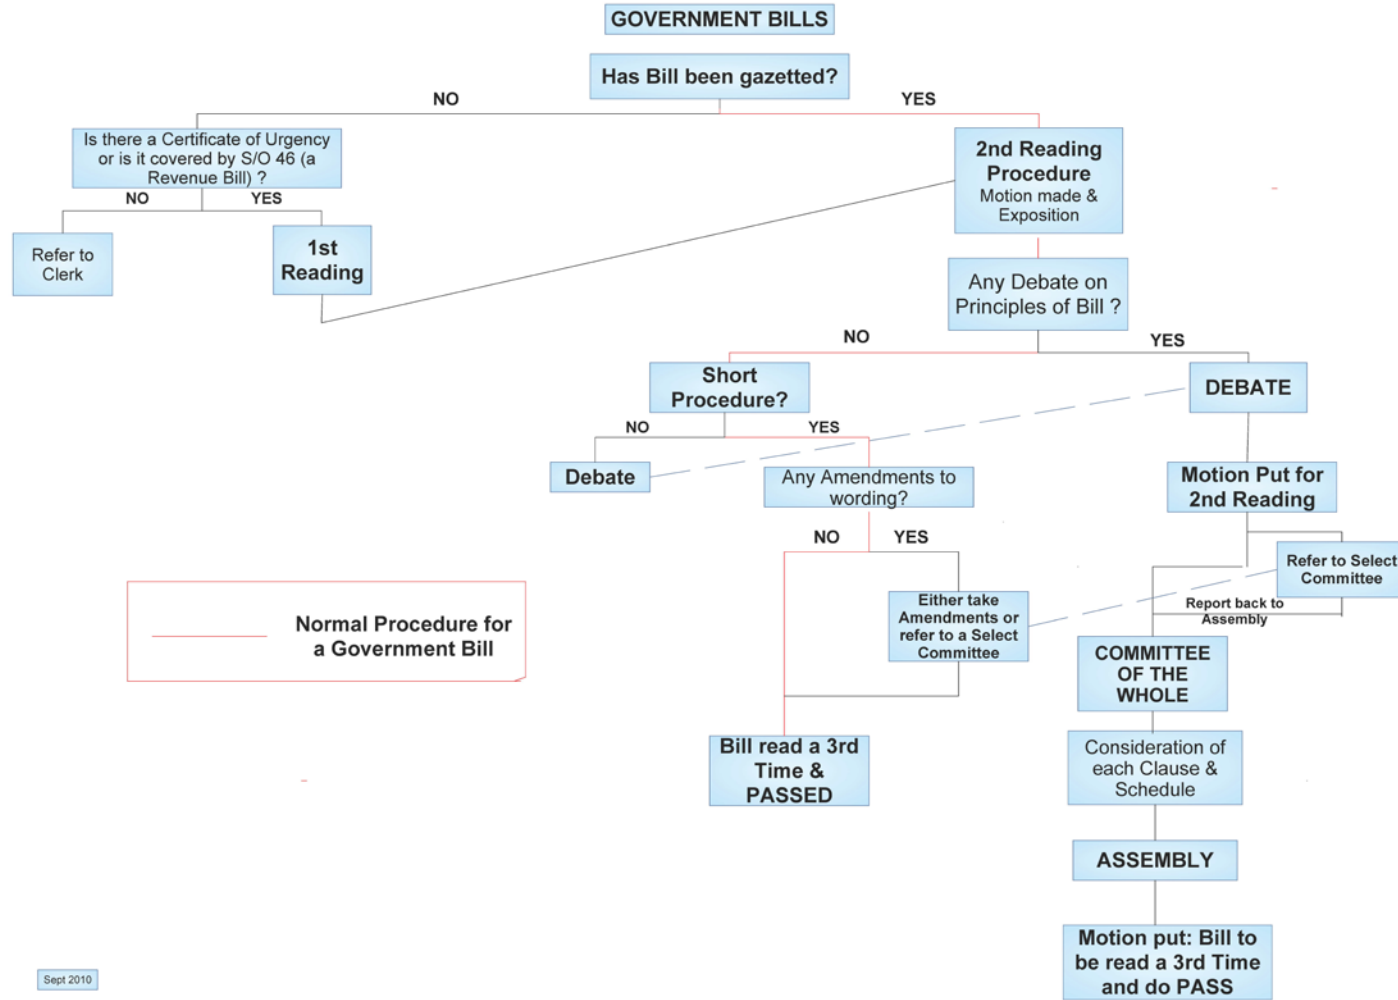 GOVERNMENT BILLS
Has Bill been gazetted?
NO
YES
Is there a Certificate of Urgency
or is it covered by S/O 46 (a
Revenue Bill) ?
NO
YES
Refer to
Clerk
1st
Reading
2nd Reading
Procedure
Motion made &
Exposition
Any Debate on
Principles of Bill ?
NO
YES
Short
Procedure?
NO
YES
Debate
Any Amendments to
wording?
NO
YES
Either take
Amendments or
refer to a Select
Committee
Bill read a 3rd
Time &
PASSED
DEBATE
Motion Put for
2nd Reading
Refer to Select
Committee
Report back to
Assembly
COMMITTEE
OF THE
WHOLE
Consideration of
each Clause &
Schedule
ASSEMBLY
Motion put: Bill to
be read a 3rd Time
and do PASS
Normal Procedure for
a Government Bill
Sept 2010